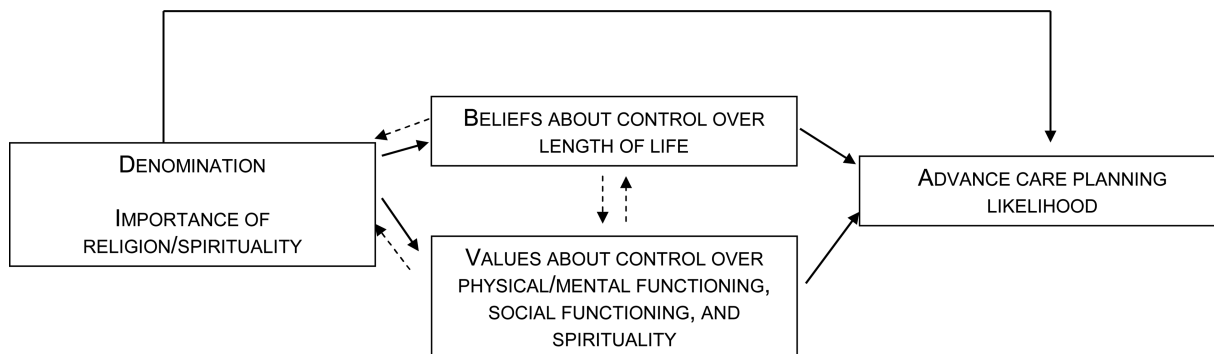 BELIEFS ABOUT CONTROL OVER
LENGTH OF LIFE
DENOMINATION
IMPORTANCE OF
RELIGION/SPIRITUALITY
ADVANCE CARE PLANNING
LIKELIHOOD
VALUES ABOUT CONTROL OVER
PHYSICAL/MENTAL FUNCTIONING,
SOCIAL FUNCTIONING, AND
SPIRITUALITY